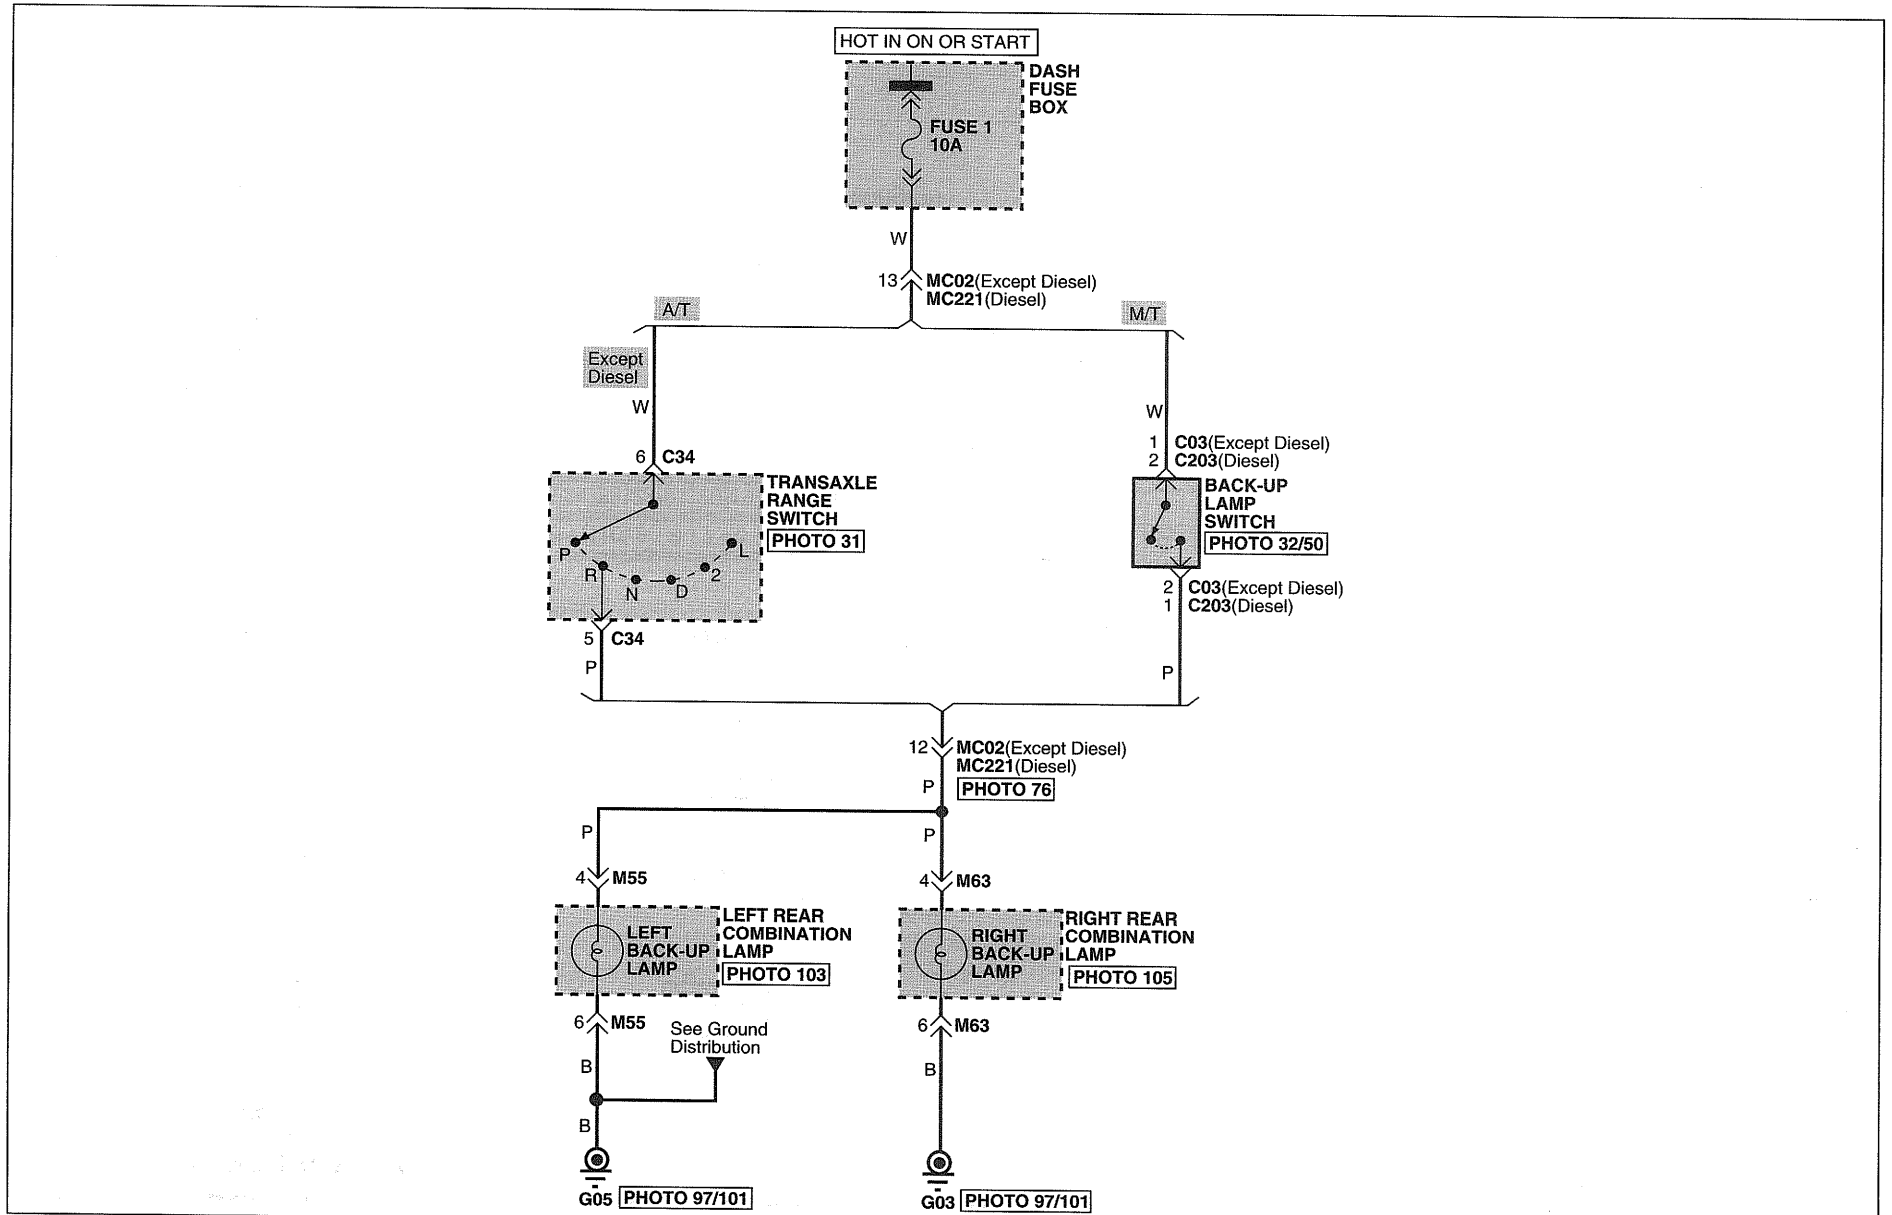 HOT IN ON OR START
DASH
FUSE
BOX
FUSE 1
10A
W
13 MC02(Except Diesel)
MC221(Diesel)
A/T
M/T
Except
Diesel
W
W
1 C03(Except Diesel)
2 C203(Diesel)
6 C34
TRANSAXLE
RANGE
SWITCH
PHOTO 31
P
R
N
D
2
L
BACK-UP
LAMP
SWITCH
PHOTO 32/50
2 C03(Except Diesel)
1 C203(Diesel)
5 C34
P
P
12 MC02(Except Diesel)
MC221(Diesel)
P
PHOTO 76
P
P
4 M55
4 M63
LEFT
BACK-UP
LAMP
LEFT REAR
COMBINATION
LAMP
PHOTO 103
RIGHT
BACK-UP
LAMP
RIGHT REAR
COMBINATION
LAMP
PHOTO 105
6 M55
6 M63
See Ground
Distribution
B
B
B
G05 PHOTO 97/101
G03 PHOTO 97/101